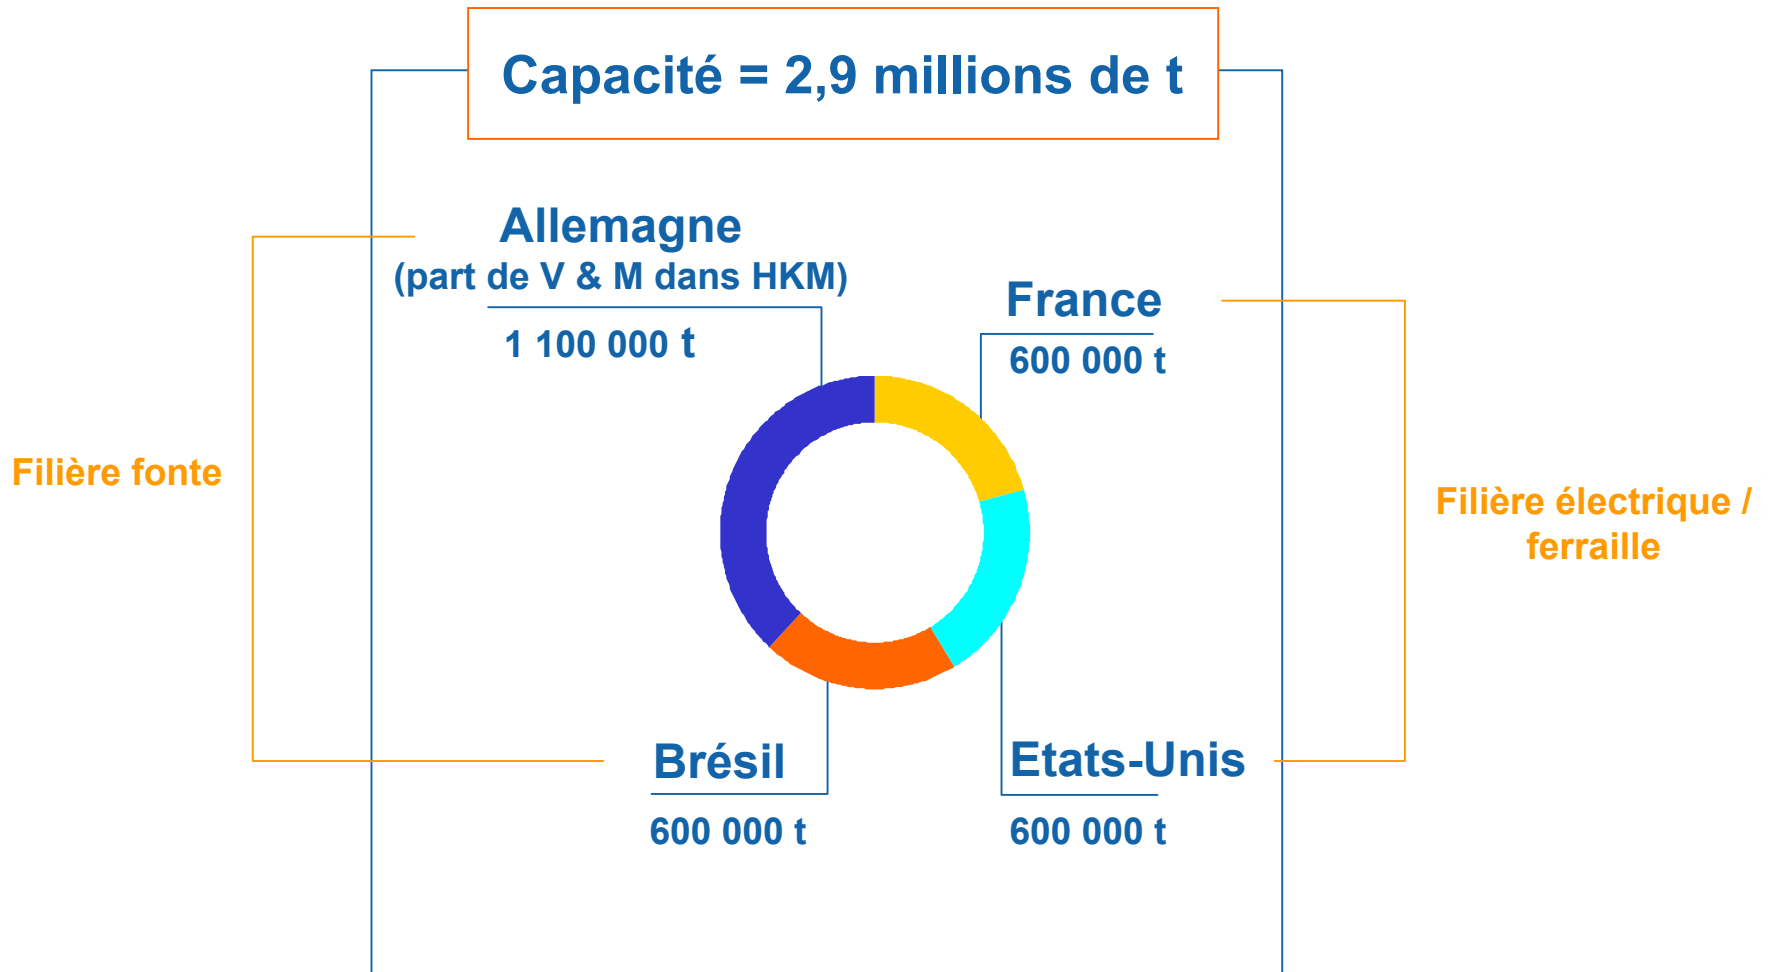 Capacité = 2,9 millions de t
Allemagne
(part de V & M dans HKM)
1 100 000 t
France
600 000 t
Filière fonte
Filière électrique /
ferraille
Brésil
600 000 t
Etats-Unis
600 000 t